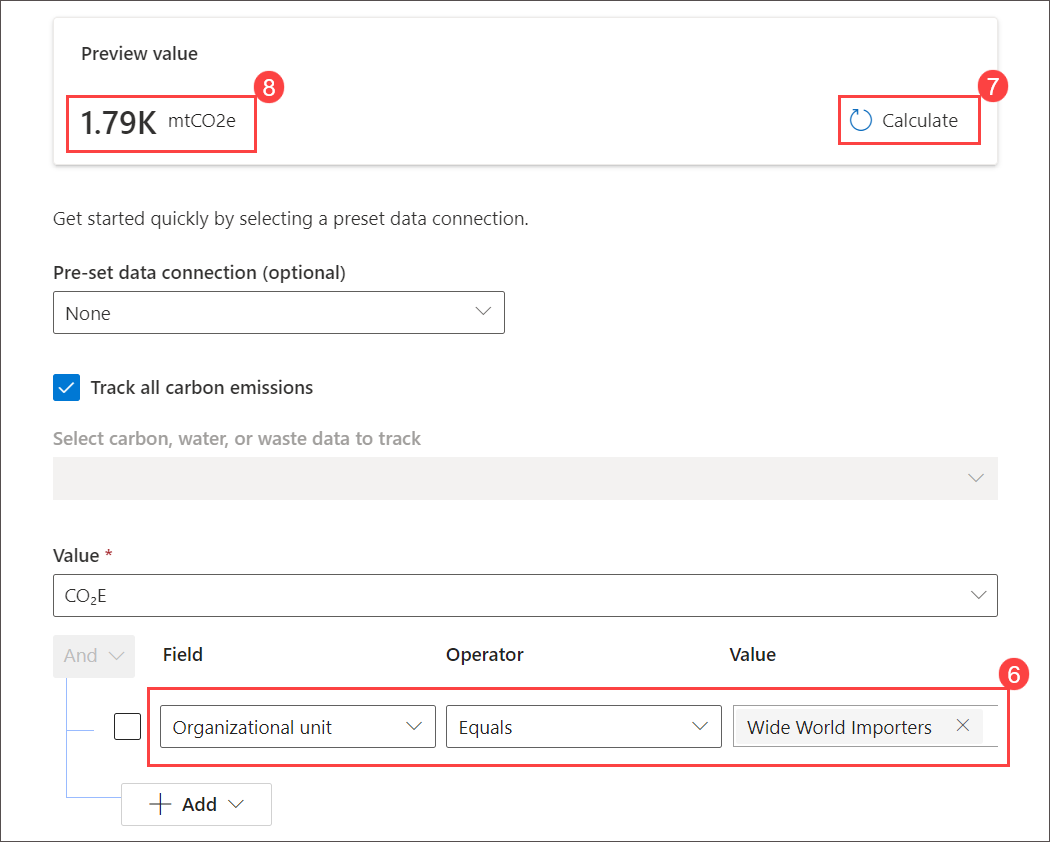 Preview value
8
7
1.79K mtCO2e
Calculate
Get started quickly by selecting a preset data connection.
Pre-set data connection (optional)
None
Track all carbon emissions
Select carbon, water, or waste data to track
Value *
CO₂E
And Field Operator Value
6
Organizational unit Equals Wide World Importers
Add